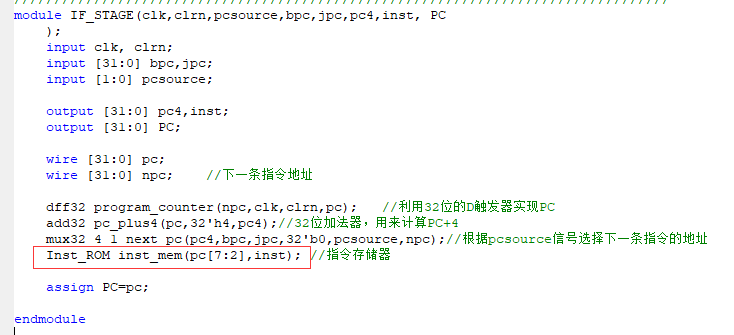 //////////////////////////////////////////////////////////////////////////////////
module IF_STAGE(clk,clrn,pcsource,bpc,jpc,pc4,inst, PC
);
input clk, clrn;
input [31:0] bpc,jpc;
input [1:0] pcsource;
output [31:0] pc4,inst;
output [31:0] PC;
wire [31:0] pc;
wire [31:0] npc; //下一条指令地址
dff32 program_counter(npc,clk,clrn,pc); //利用32位的D触发器实现PC
add32 pc_plus4(pc,32'h4,pc4);//32位加法器，用来计算PC+4
mux32_4_1 next_pc(pc4,bpc,jpc,32'b0,pcsource,npc);//根据pcsource信号选择下一条指令的地址
Inst_ROM inst_mem(pc[7:2],inst); //指令存储器
assign PC=pc;
endmodule